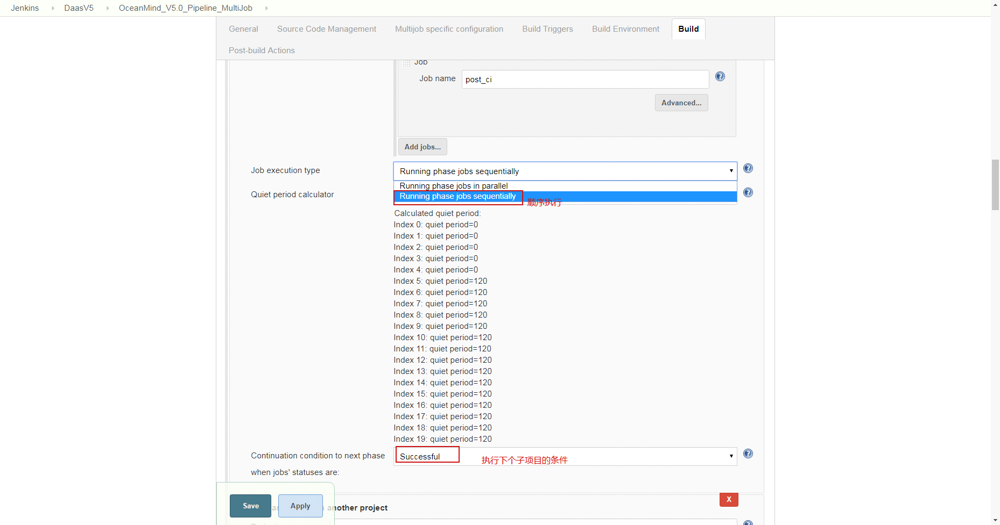 Jenkins DaasV5 OceanMind_V5.0_Pipeline_MultiJob
General Source Code Management Multijob specific configuration Build Triggers Build Environment Build
Post-build Actions
Job
Job name post_ci
Advanced...
Add jobs...
Job execution type Running phase jobs sequentially
Running phase jobs in parallel
Running phase jobs sequentially 顺序执行
Quiet period calculator
Calculated quiet period:
Index 0: quiet period=0
Index 1: quiet period=0
Index 2: quiet period=0
Index 3: quiet period=0
Index 4: quiet period=0
Index 5: quiet period=120
Index 6: quiet period=120
Index 7: quiet period=120
Index 8: quiet period=120
Index 9: quiet period=120
Index 10: quiet period=120
Index 11: quiet period=120
Index 12: quiet period=120
Index 13: quiet period=120
Index 14: quiet period=120
Index 15: quiet period=120
Index 16: quiet period=120
Index 17: quiet period=120
Index 18: quiet period=120
Index 19: quiet period=120
Continuation condition to next phase Successful 执行下个子项目的条件
when jobs' statuses are:
X
Save Apply another project